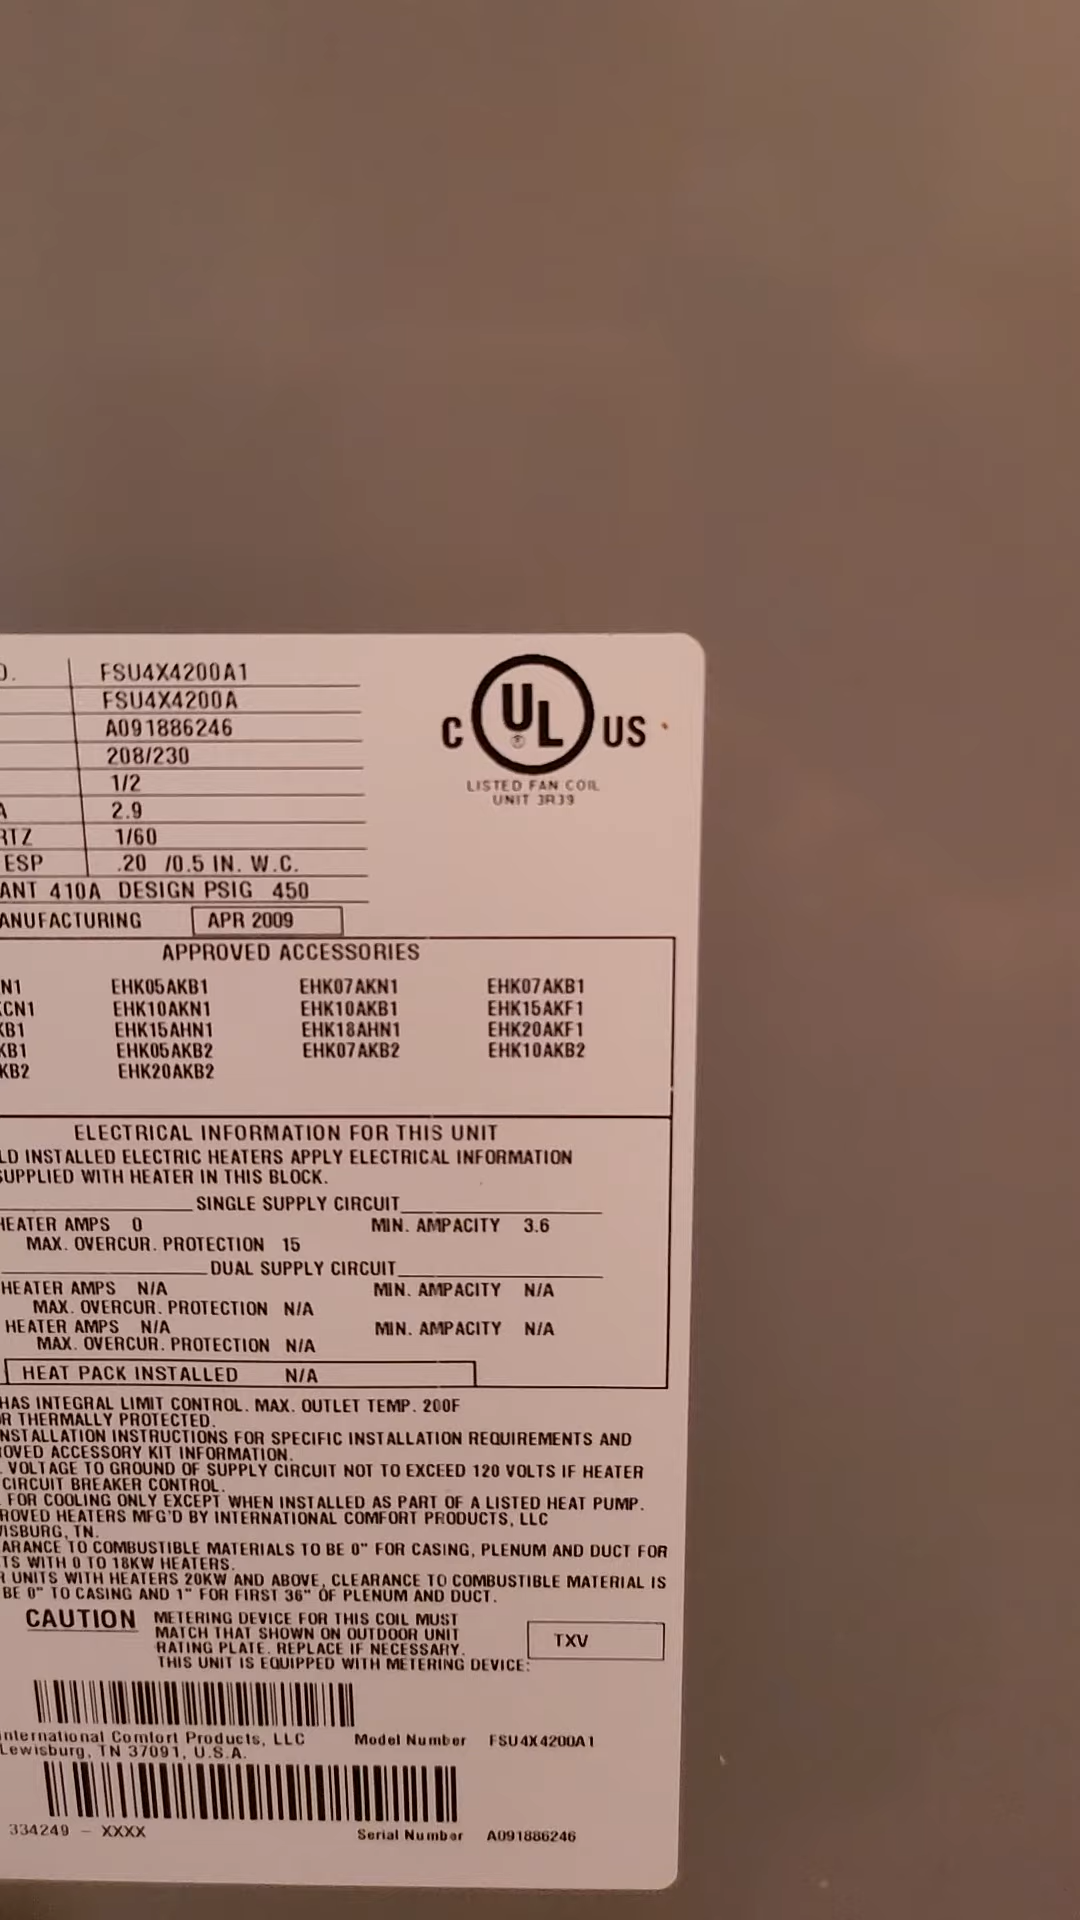 FSU4X4200A1
FSU4X4200A
A091886246
208/230
1/2
A 2.9
RTZ 1/60
ESP .20 /0.5 IN. W.C.
ANT 410A DESIGN PSIG 450
ANUFACTURING APR 2009
C UL ® US
LISTED FAN COIL
UNIT 3R39
APPROVED ACCESSORIES
N1 EHK05AKB1 EHK07AKN1 EHK07AKB1
CN1 EHK10AKN1 EHK10AKB1 EHK15AKF1
KB1 EHK15AHN1 EHK18AHN1 EHK20AKF1
KB1 EHK05AKB2 EHK07AKB2 EHK10AKB2
KB2 EHK20AKB2
ELECTRICAL INFORMATION FOR THIS UNIT
LD INSTALLED ELECTRIC HEATERS APPLY ELECTRICAL INFORMATION
SUPPLIED WITH HEATER IN THIS BLOCK.
SINGLE SUPPLY CIRCUIT
HEATER AMPS 0 MIN. AMPACITY 3.6
MAX. OVERCUR. PROTECTION 15
DUAL SUPPLY CIRCUIT
HEATER AMPS N/A MIN. AMPACITY N/A
MAX. OVERCUR. PROTECTION N/A
HEATER AMPS N/A MIN. AMPACITY N/A
MAX. OVERCUR. PROTECTION N/A
HEAT PACK INSTALLED N/A
HAS INTEGRAL LIMIT CONTROL. MAX. OUTLET TEMP. 200F
R THERMALLY PROTECTED.
NSTALLATION INSTRUCTIONS FOR SPECIFIC INSTALLATION REQUIREMENTS AND
OVED ACCESSORY KIT INFORMATION.
VOLTAGE TO GROUND OF SUPPLY CIRCUIT NOT TO EXCEED 120 VOLTS IF HEATER
CIRCUIT BREAKER CONTROL.
FOR COOLING ONLY EXCEPT WHEN INSTALLED AS PART OF A LISTED HEAT PUMP.
ROVED HEATERS MFG'D BY INTERNATIONAL COMFORT PRODUCTS, LLC
WISBURG, TN.
ARANCE TO COMBUSTIBLE MATERIALS TO BE 0" FOR CASING, PLENUM AND DUCT FOR
TS WITH 0 TO 18KW HEATERS.
R UNITS WITH HEATERS 20KW AND ABOVE, CLEARANCE TO COMBUSTIBLE MATERIAL IS
BE 0" TO CASING AND 1" FOR FIRST 36" OF PLENUM AND DUCT.
CAUTION METERING DEVICE FOR THIS COIL MUST
MATCH THAT SHOWN ON OUTDOOR UNIT
RATING PLATE. REPLACE IF NECESSARY.
THIS UNIT IS EQUIPPED WITH METERING DEVICE: TXV
nternational Comfort Products, LLC Model Number FSU4X4200A1
Lewisburg, TN 37091, U.S.A.
334249 - XXXX Serial Number A091886246